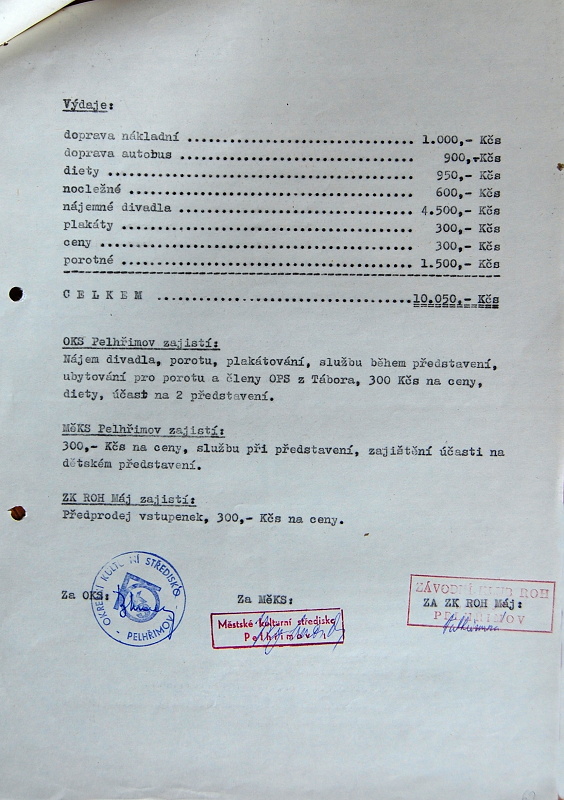 Výdaje:
doprava nákladní ........................................ 1.000,- Kčs
doprava autobus ......................................... 900,-Kčs
diety ........................................ 950,- Kčs
nocležné ........................................ 600,- Kčs
nájemné divadla ........................................ 4.500,- Kčs
plakáty ........................................ 300,- Kčs
ceny ........................................ 300,- Kčs
porotné ........................................ 1.500,- Kčs
C E L K E M ........................................10.050,- Kčs
OKS Pelhřimov zajistí:
Nájem divadla, porotu, plakátování, službu během představení,
ubytování pro porotu a členy OPS z Tábora, 300 Kčs na ceny,
diety, účast na 2 představení.
MěKS Pelhřimov zajistí:
300,- Kčs na ceny, službu při představení, zajištění účasti na
dětském představení.
ZK ROH Máj zajistí:
Předprodej vstupenek, 300,- Kčs na ceny.
Za OKS:
OKRESNÍ KULTURNÍ STŘEDISKO
- PELHŘIMOV -
Za MěKS:
Městské kulturní středisko
Pelhřimov
ZÁVODNÍ KLUB ROH
ZA ZK ROH Máj:
PELHŘIMOV